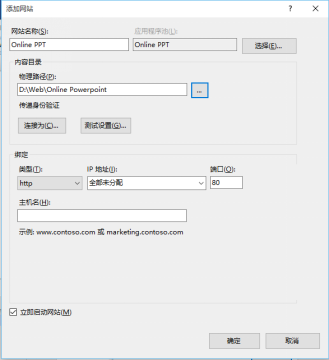 添加网站
网站名称(S):
应用程序池(L):
Online PPT
Online PPT
选择(E)...
内容目录
物理路径(P):
D:\Web\Online Powerpoint
...
传递身份验证
连接为(C)...
测试设置(G)...
绑定
类型(T):
IP 地址(I):
端口(O):
http
全部未分配
80
主机名(H):
示例: www.contoso.com 或 marketing.contoso.com
立即启动网站(M)
确定
取消